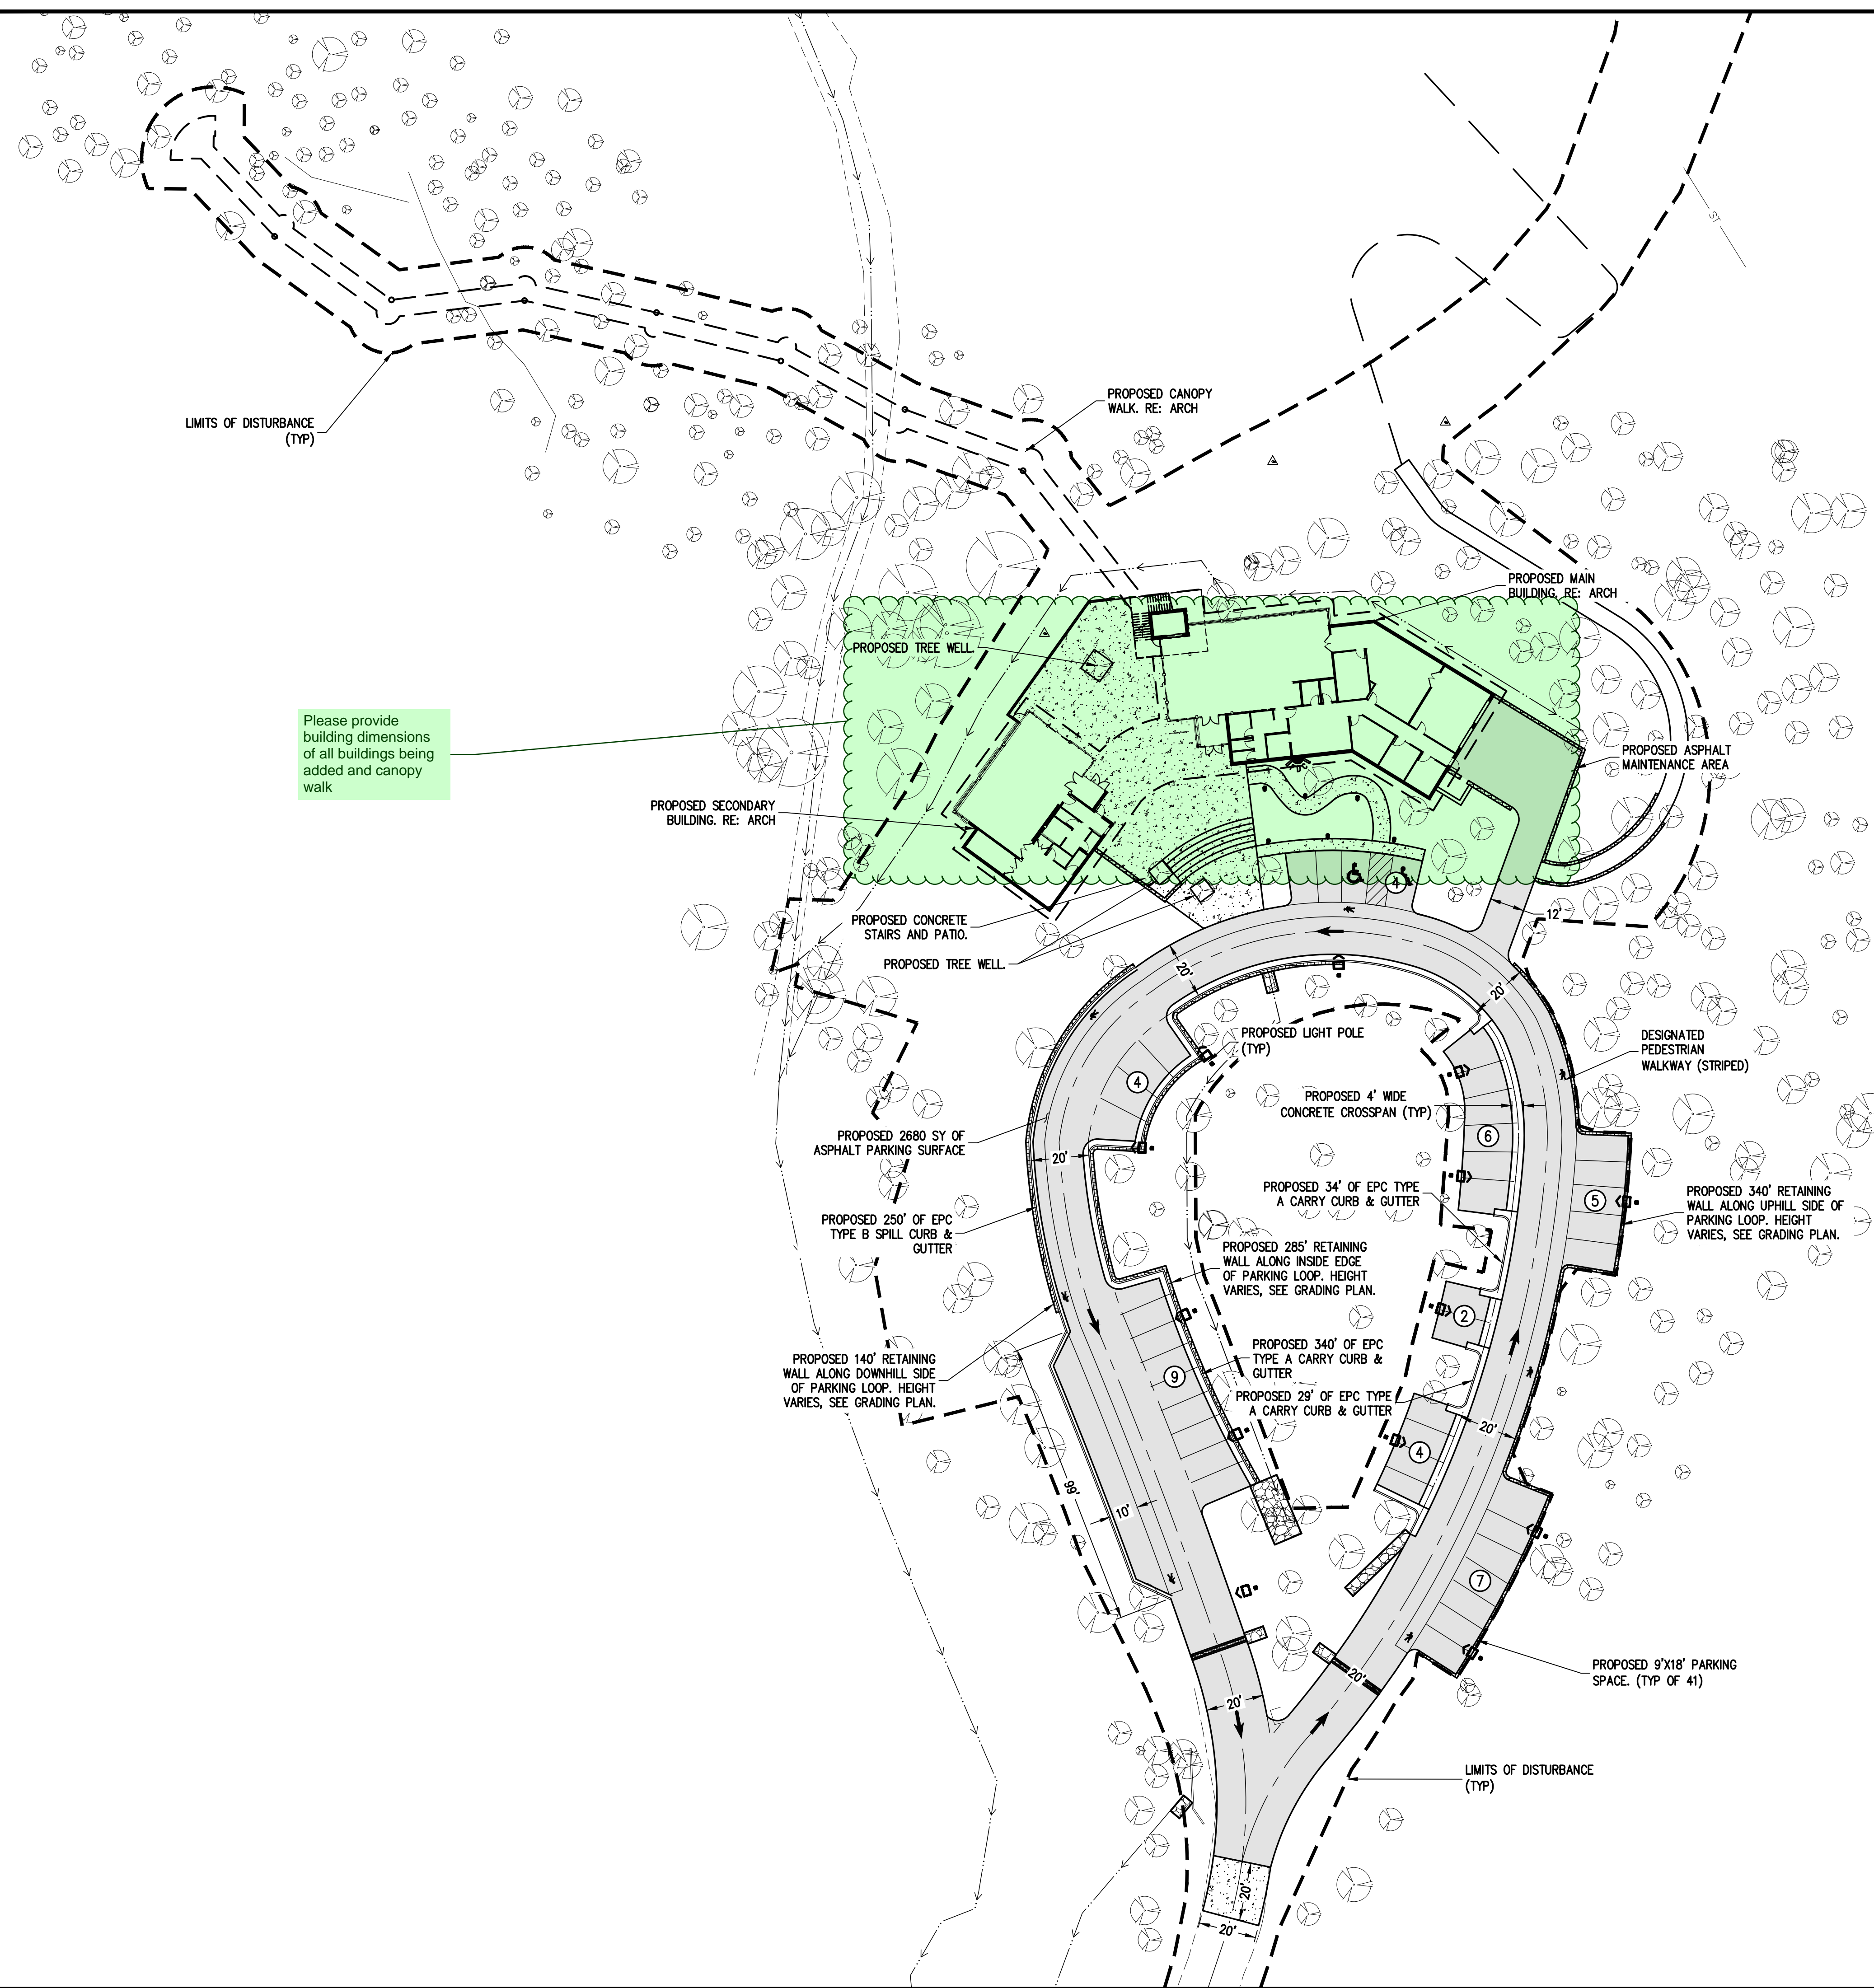 ST
PROPOSED CANOPY
WALK. RE: ARCH
LIMITS OF DISTURBANCE
(TYP)
PROPOSED MAIN
BUILDING. RE: ARCH
PROPOSED TREE WELL.
Please provide
building dimensions
of all buildings being
added and canopy
walk
PROPOSED ASPHALT
MAINTENANCE AREA
PROPOSED SECONDARY
BUILDING. RE: ARCH
4
12'
PROPOSED CONCRETE
STAIRS AND PATIO.
PROPOSED TREE WELL.
20'
20'
PROPOSED LIGHT POLE
(TYP)
DESIGNATED
PEDESTRIAN
WALKWAY (STRIPED)
4
PROPOSED 4' WIDE
CONCRETE CROSSPAN (TYP)
PROPOSED 2680 SY OF
ASPHALT PARKING SURFACE
6
20'
PROPOSED 34' OF EPC TYPE
A CARRY CURB & GUTTER
5
PROPOSED 340' RETAINING
WALL ALONG UPHILL SIDE OF
PARKING LOOP. HEIGHT
VARIES, SEE GRADING PLAN.
PROPOSED 250' OF EPC
TYPE B SPILL CURB &
GUTTER
PROPOSED 285' RETAINING
WALL ALONG INSIDE EDGE
OF PARKING LOOP. HEIGHT
VARIES, SEE GRADING PLAN.
2
PROPOSED 140' RETAINING
WALL ALONG DOWNHILL SIDE
OF PARKING LOOP. HEIGHT
VARIES, SEE GRADING PLAN.
PROPOSED 340' OF EPC
TYPE A CARRY CURB &
GUTTER
9
PROPOSED 29' OF EPC TYPE
A CARRY CURB & GUTTER
20'
4
99'
10'
7
PROPOSED 9'X18' PARKING
SPACE. (TYP OF 41)
20'
20'
LIMITS OF DISTURBANCE
(TYP)
20'
20'